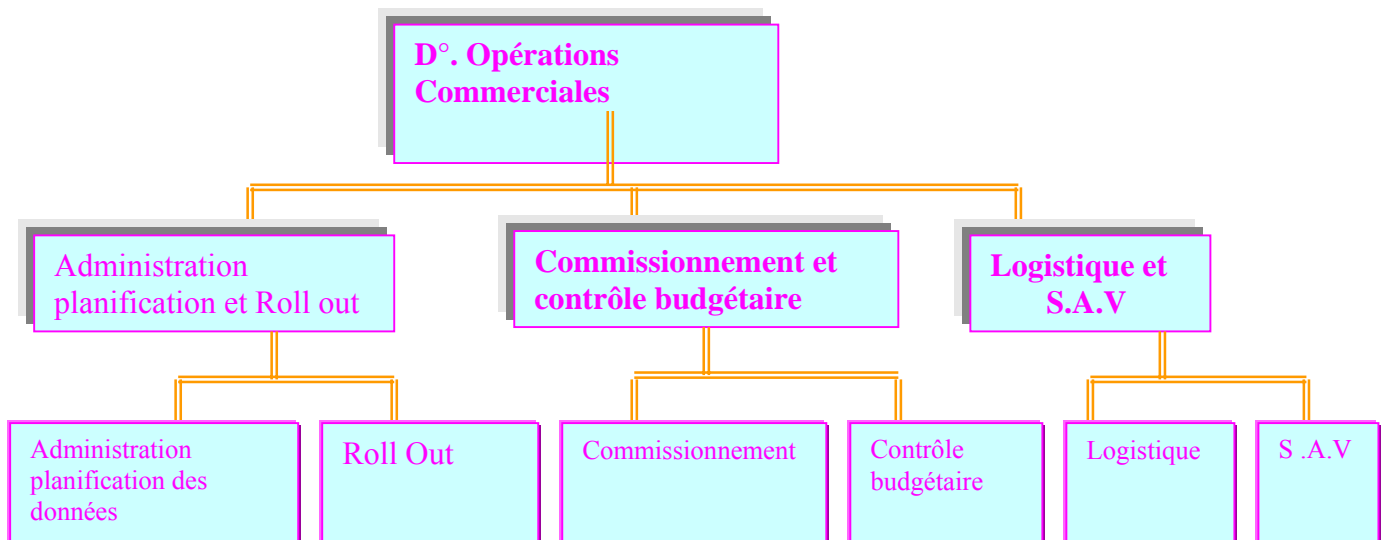 D°. Opérations
Commerciales
Administration
planification et Roll out
Commissionnement et
contrôle budgétaire
Logistique et
S.A.V
Administration
planification des
données
Roll Out
Commissionnement
Contrôle
budgétaire
Logistique
S .A.V